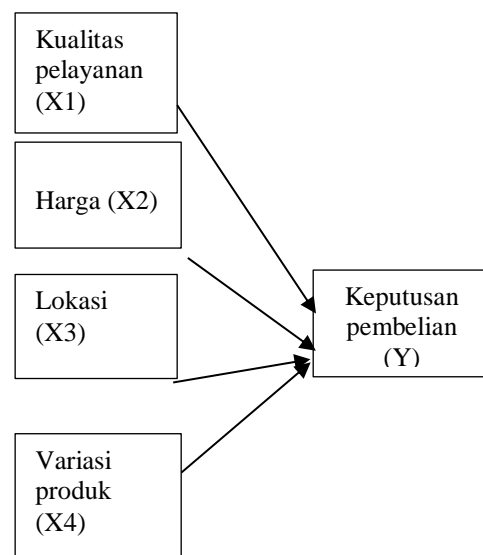 Kualitas
pelayanan
(X1)
Harga (X2)
Lokasi
(X3)
Keputusan
pembelian
(Y)
Variasi
produk
(X4)